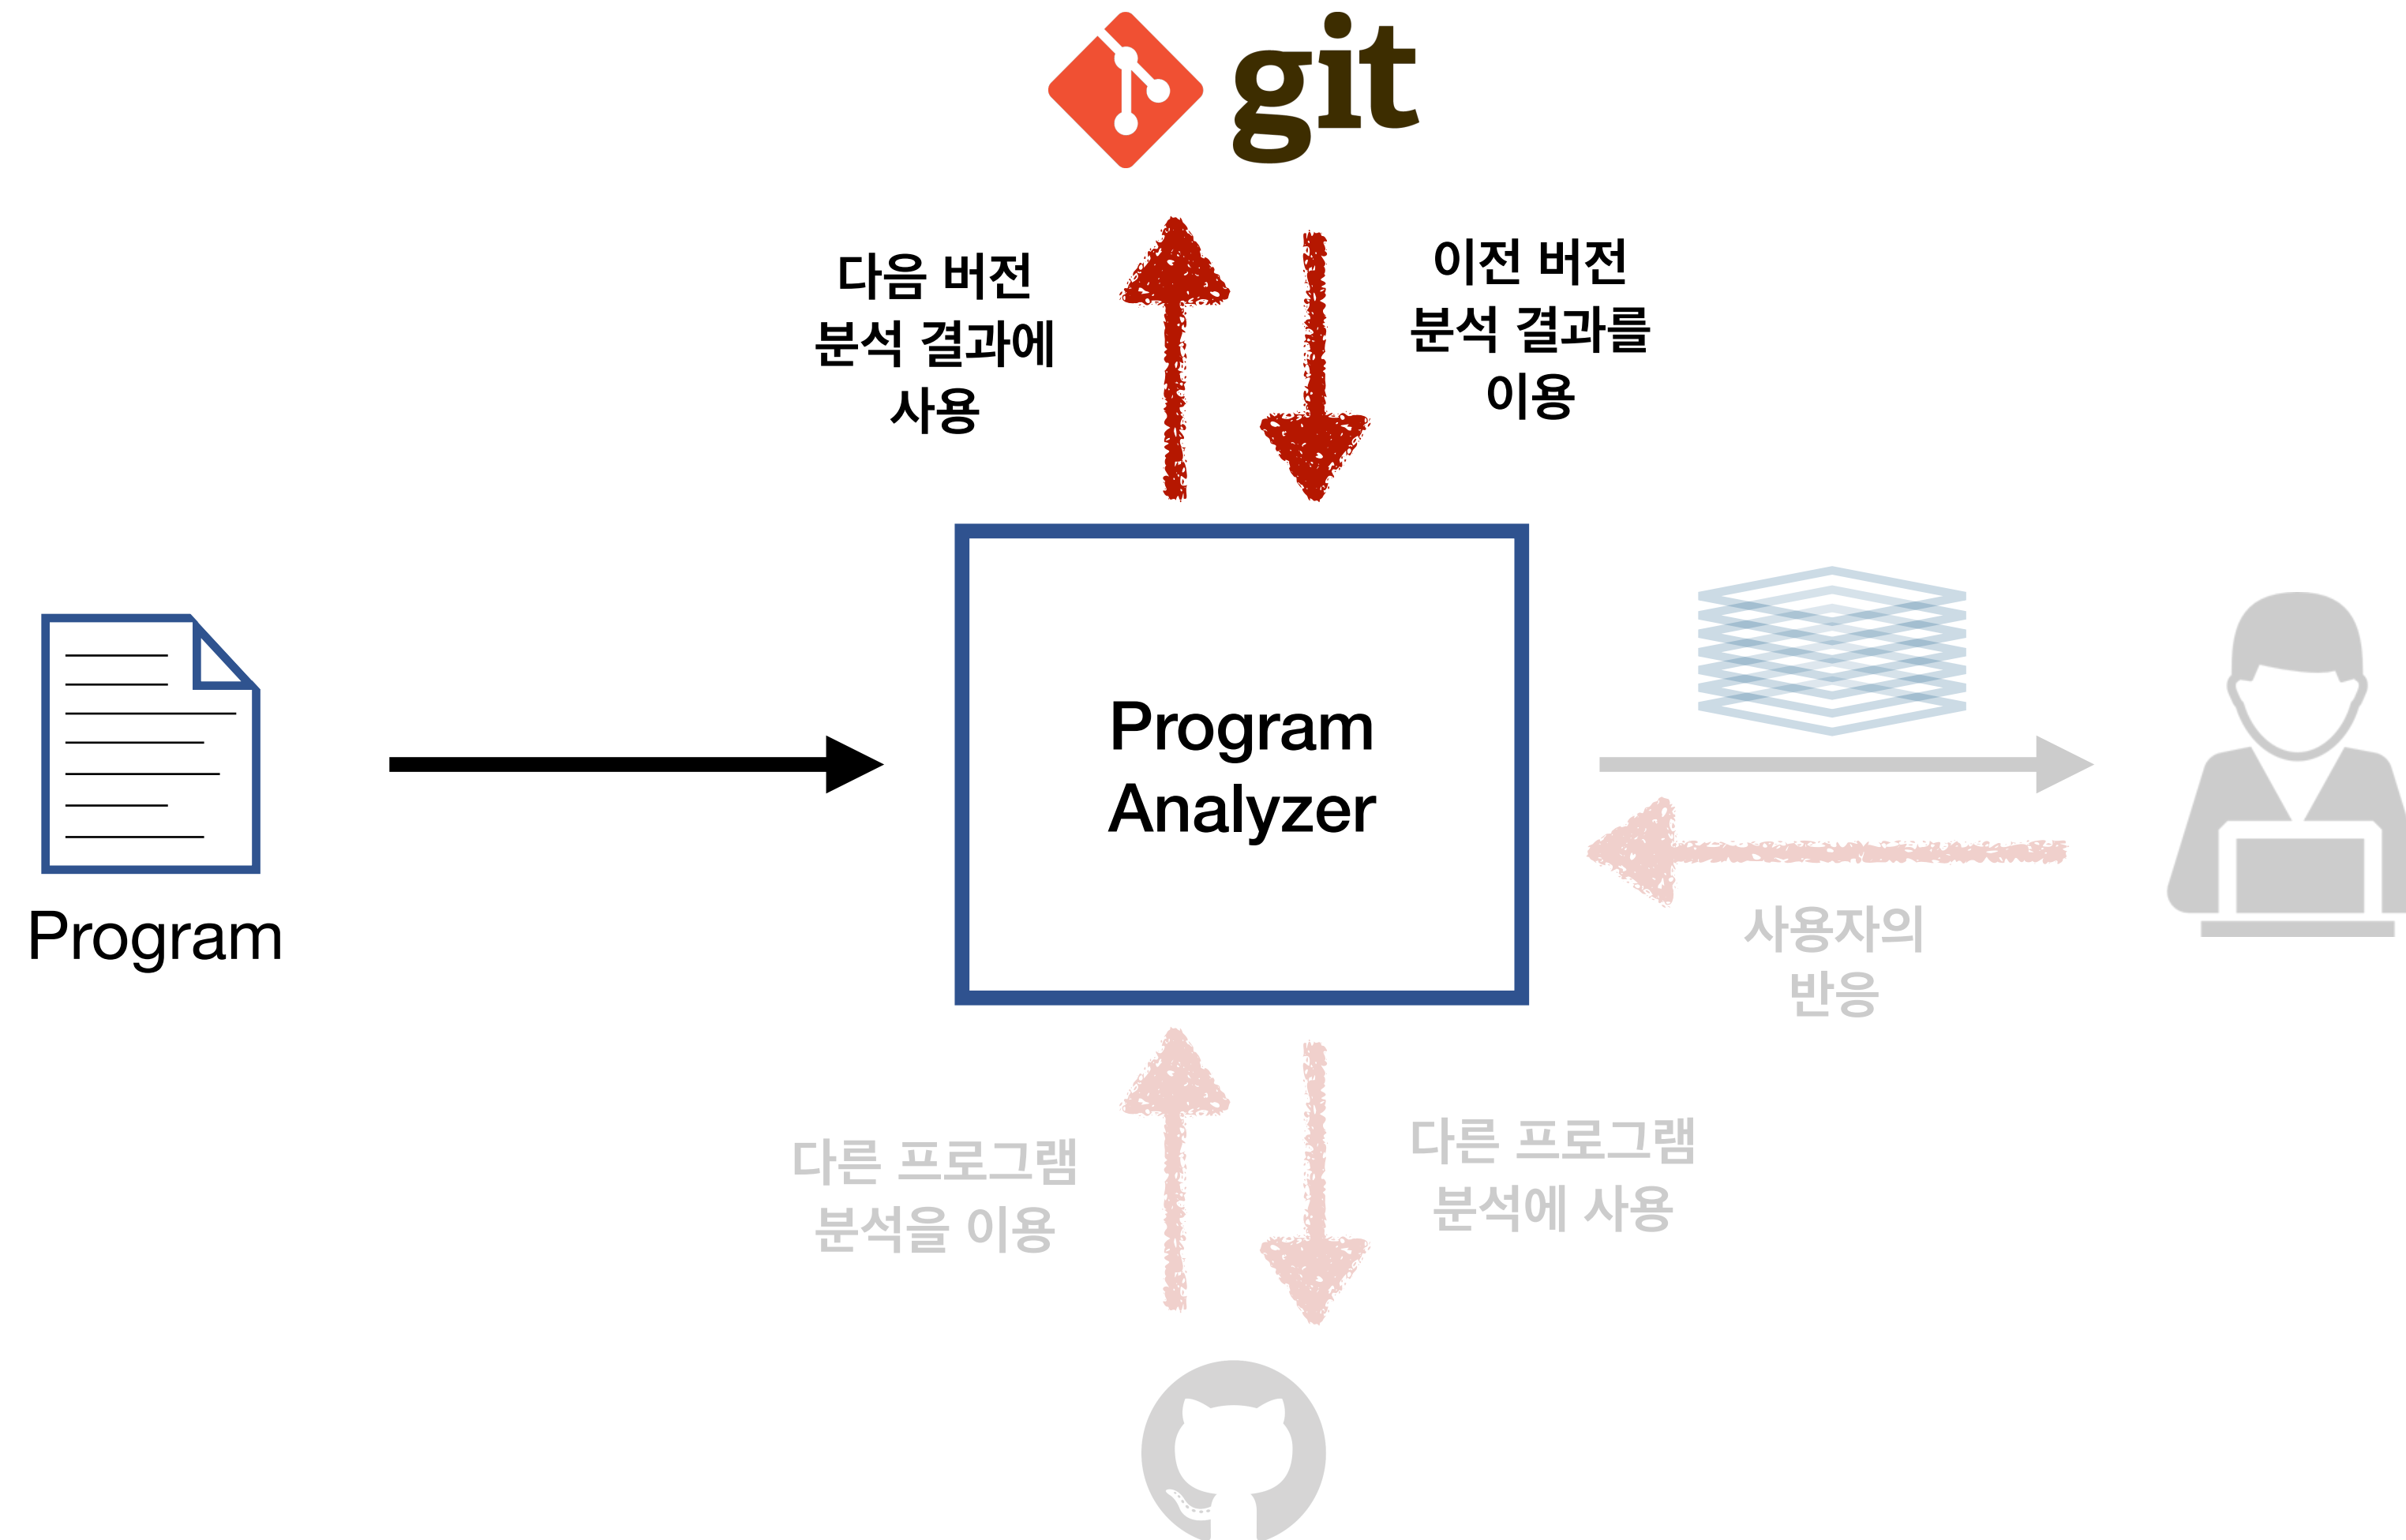 git
다음 버전
분석 결과에
사용
이전 버전
분석 결과를
이용
Program
Analyzer
Program
사용자의
반응
다른 프로그램
분석을 이용
다른 프로그램
분석에 사용